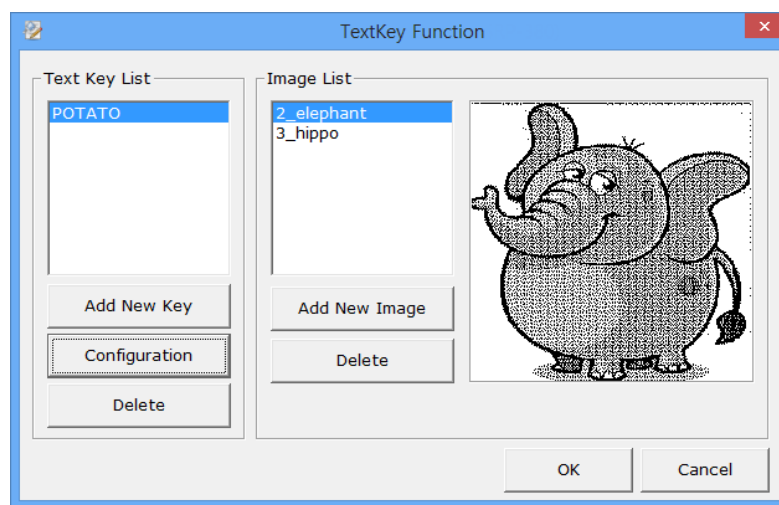 TextKey Function
Text Key List
POTATO
Add New Key
Configuration
Delete
Image List
2_elephant
3_hippo
Add New Image
Delete
OK
Cancel